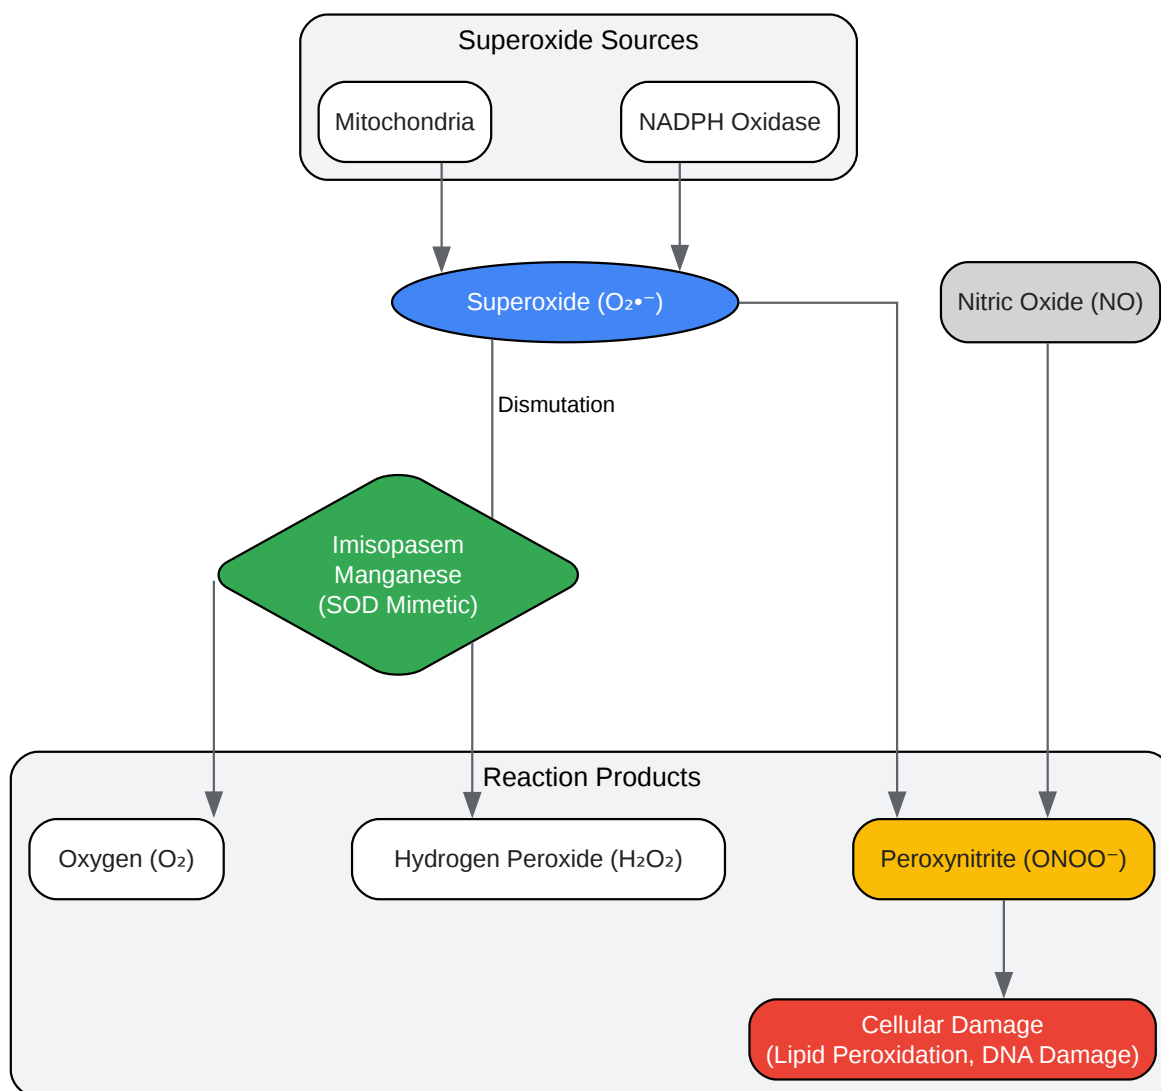 Superoxide Sources
Mitochondria
NADPH Oxidase
Superoxide (O₂•⁻)
Nitric Oxide (NO)
Dismutation
Imisopasem
Manganese
(SOD Mimetic)
Reaction Products
Oxygen (O₂)
Hydrogen Peroxide (H₂O₂)
Peroxynitrite (ONOO⁻)
Cellular Damage
(Lipid Peroxidation, DNA Damage)